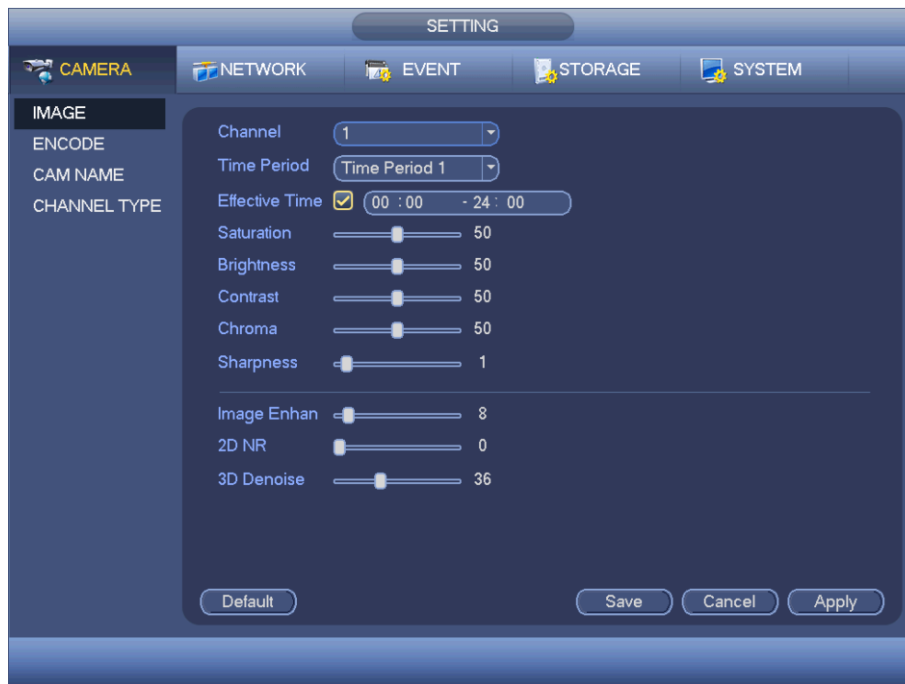 SETTING
CAMERA NETWORK EVENT STORAGE SYSTEM
IMAGE
ENCODE
CAM NAME
CHANNEL TYPE
Channel 1
Time Period Time Period 1
Effective Time 00 :00 - 24 : 00
Saturation 50
Brightness 50
Contrast 50
Chroma 50
Sharpness 1
Image Enhan 8
2D NR 0
3D Denoise 36
Default Save Cancel Apply